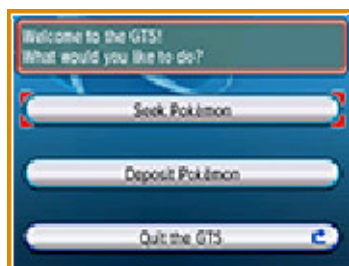 Welcome to the GTS!
What would you like to do?
Seek Pokémon
Deposit Pokémon
Quit the GTS